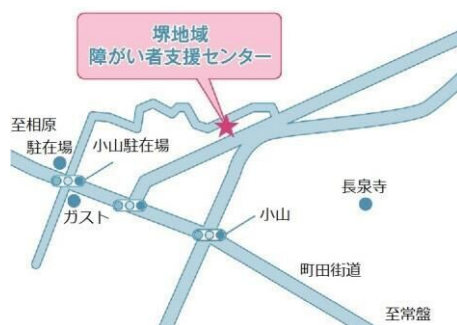 堺地域
障がい者支援センター
至相原
駐在場
小山駐在場
ガスト
小山
長泉寺
町田街道
至常盤